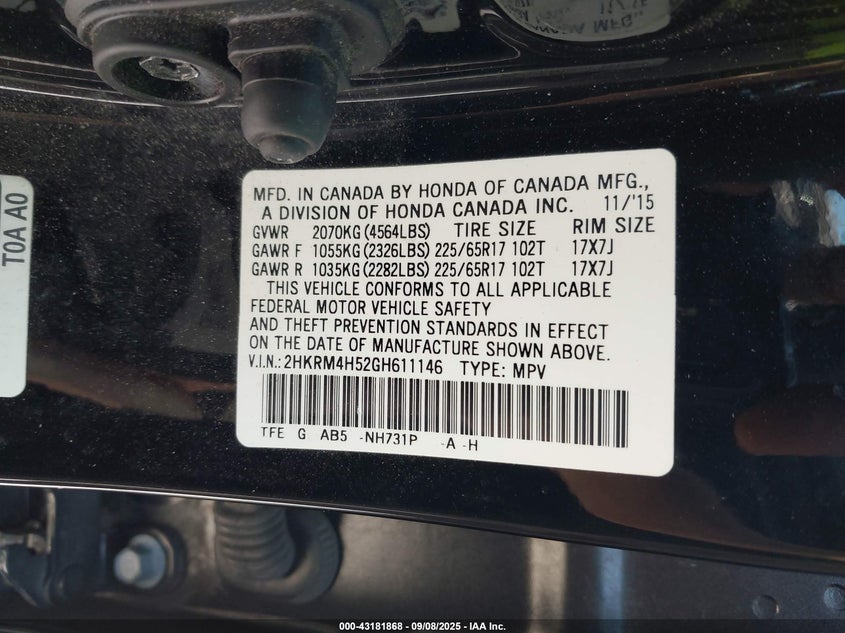 MFD. IN CANADA BY HONDA OF CANADA MFG.,
A DIVISION OF HONDA CANADA INC. 11/'15
GVWR 2070KG(4564LBS) TIRE SIZE RIM SIZE
GAWR F 1055KG(2326LBS) 225/65R17 102T 17X7J
GAWR R 1035KG(2282LBS) 225/65R17 102T 17X7J
THIS VEHICLE CONFORMS TO ALL APPLICABLE
FEDERAL MOTOR VEHICLE SAFETY
AND THEFT PREVENTION STANDARDS IN EFFECT
ON THE DATE OF MANUFACTURE SHOWN ABOVE.
V.I.N.: 2HKRM4H52GH611146 TYPE: MPV
TFE G AB5 -NH731P -A -H
T0A A0
000-43181868 - 09/08/2025 - IAA Inc.